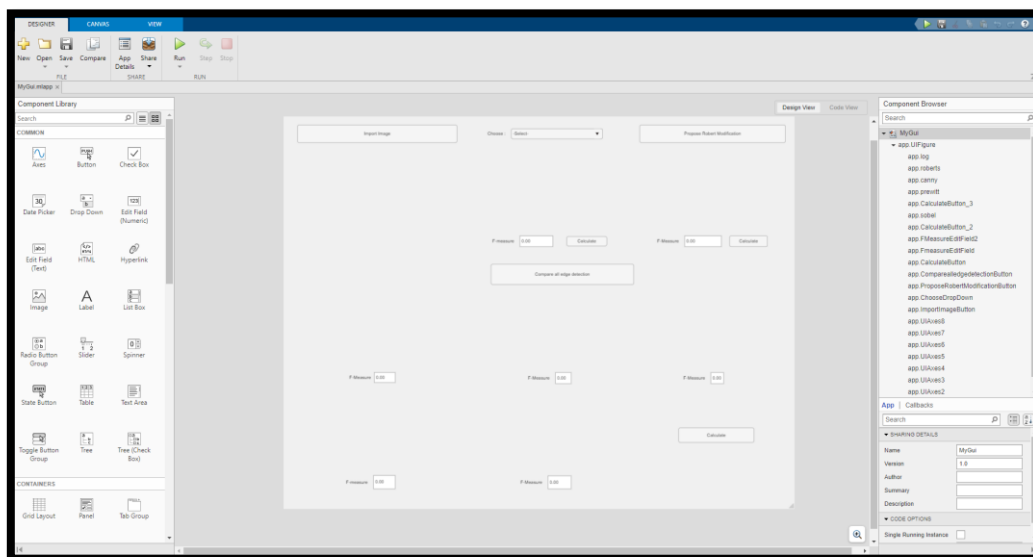 DESIGNER CANVAS VIEW
New Open Save Compare App Details Share Run Step Stop
FILE SHARE RUN
MyGui.mlapp
Component Library
Search
COMMON
Axes Button Check Box
Date Picker Drop Down Edit Field (Numeric)
Edit Field (Text) HTML Hyperlink
Image Label List Box
Radio Button Group Slider Spinner
State Button Table Text Area
Toggle Button Group Tree Tree (Check Box)
CONTAINERS
Grid Layout Panel Tab Group
Design View Code View
Import Image Choose : Select Propose Robert Modification
F-measure 0.00 Calculate F-Measure 0.00 Calculate
Compare all edge detection
F-Measure 0.00 F-Measure 0.00 F-Measure 0.00
Calculate
F-measure 0.00 F-Measure 0.00
Component Browser
Search
MyGui
app.UIFigure
app.log
app.roberts
app.canny
app.prewitt
app.CalculateButton_3
app.sobel
app.CalculateButton_2
app.FMeasureEditField2
app.FmeasureEditField
app.CalculateButton
app.ComparealledgedetectionButton
app.ProposeRobertModificationButton
app.ChooseDropDown
app.ImportImageButton
app.UIAxes8
app.UIAxes7
app.UIAxes6
app.UIAxes5
app.UIAxes4
app.UIAxes3
app.UIAxes2
App | Callbacks
Search
SHARING DETAILS
Name MyGui
Version 1.0
Author
Summary
Description
CODE OPTIONS
Single Running Instance